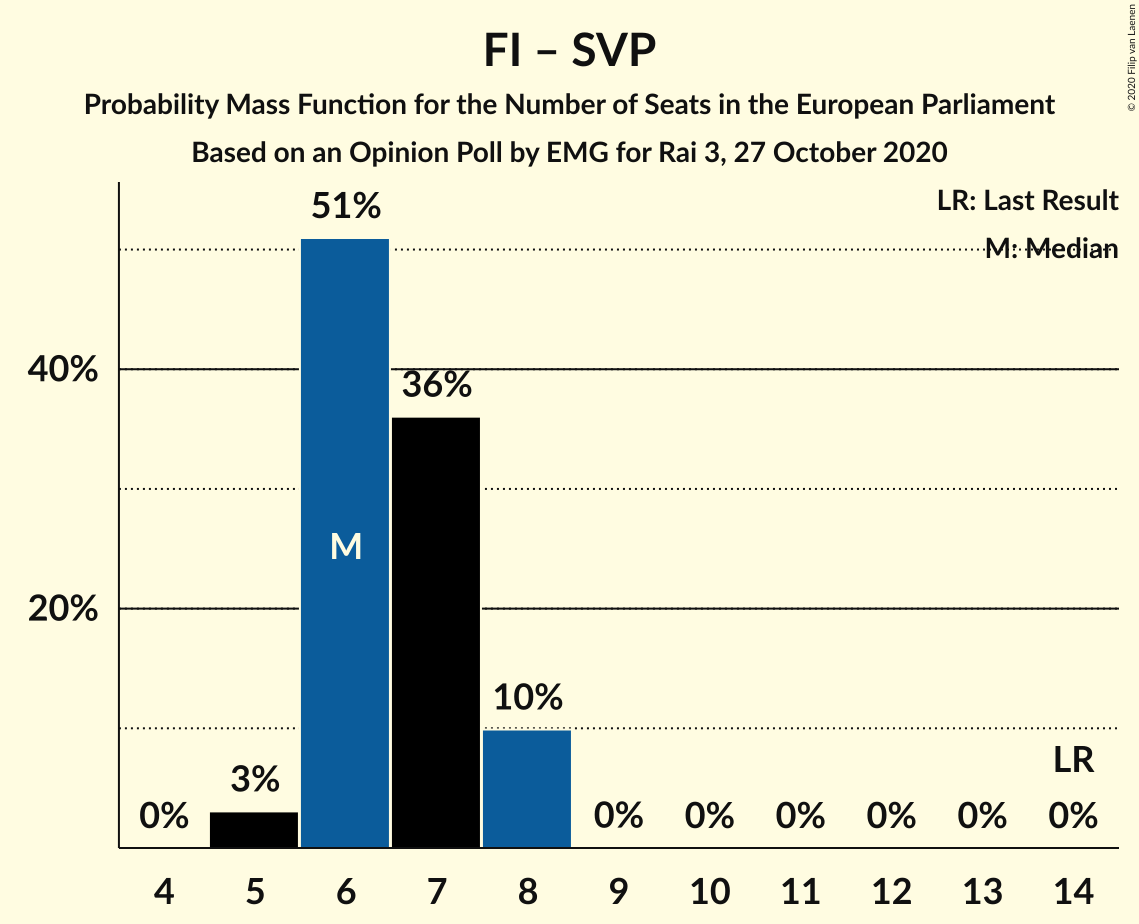 FI – SVP
Probability Mass Function for the Number of Seats in the European Parliament
Based on an Opinion Poll by EMG for Rai 3, 27 October 2020
© 2020 Filip van Laenen
LR: Last Result
M: Median
51%
40%
36%
M
20%
10%
3%
LR
0%
0%
0%
0%
0%
0%
0%
4 5 6 7 8 9 10 11 12 13 14